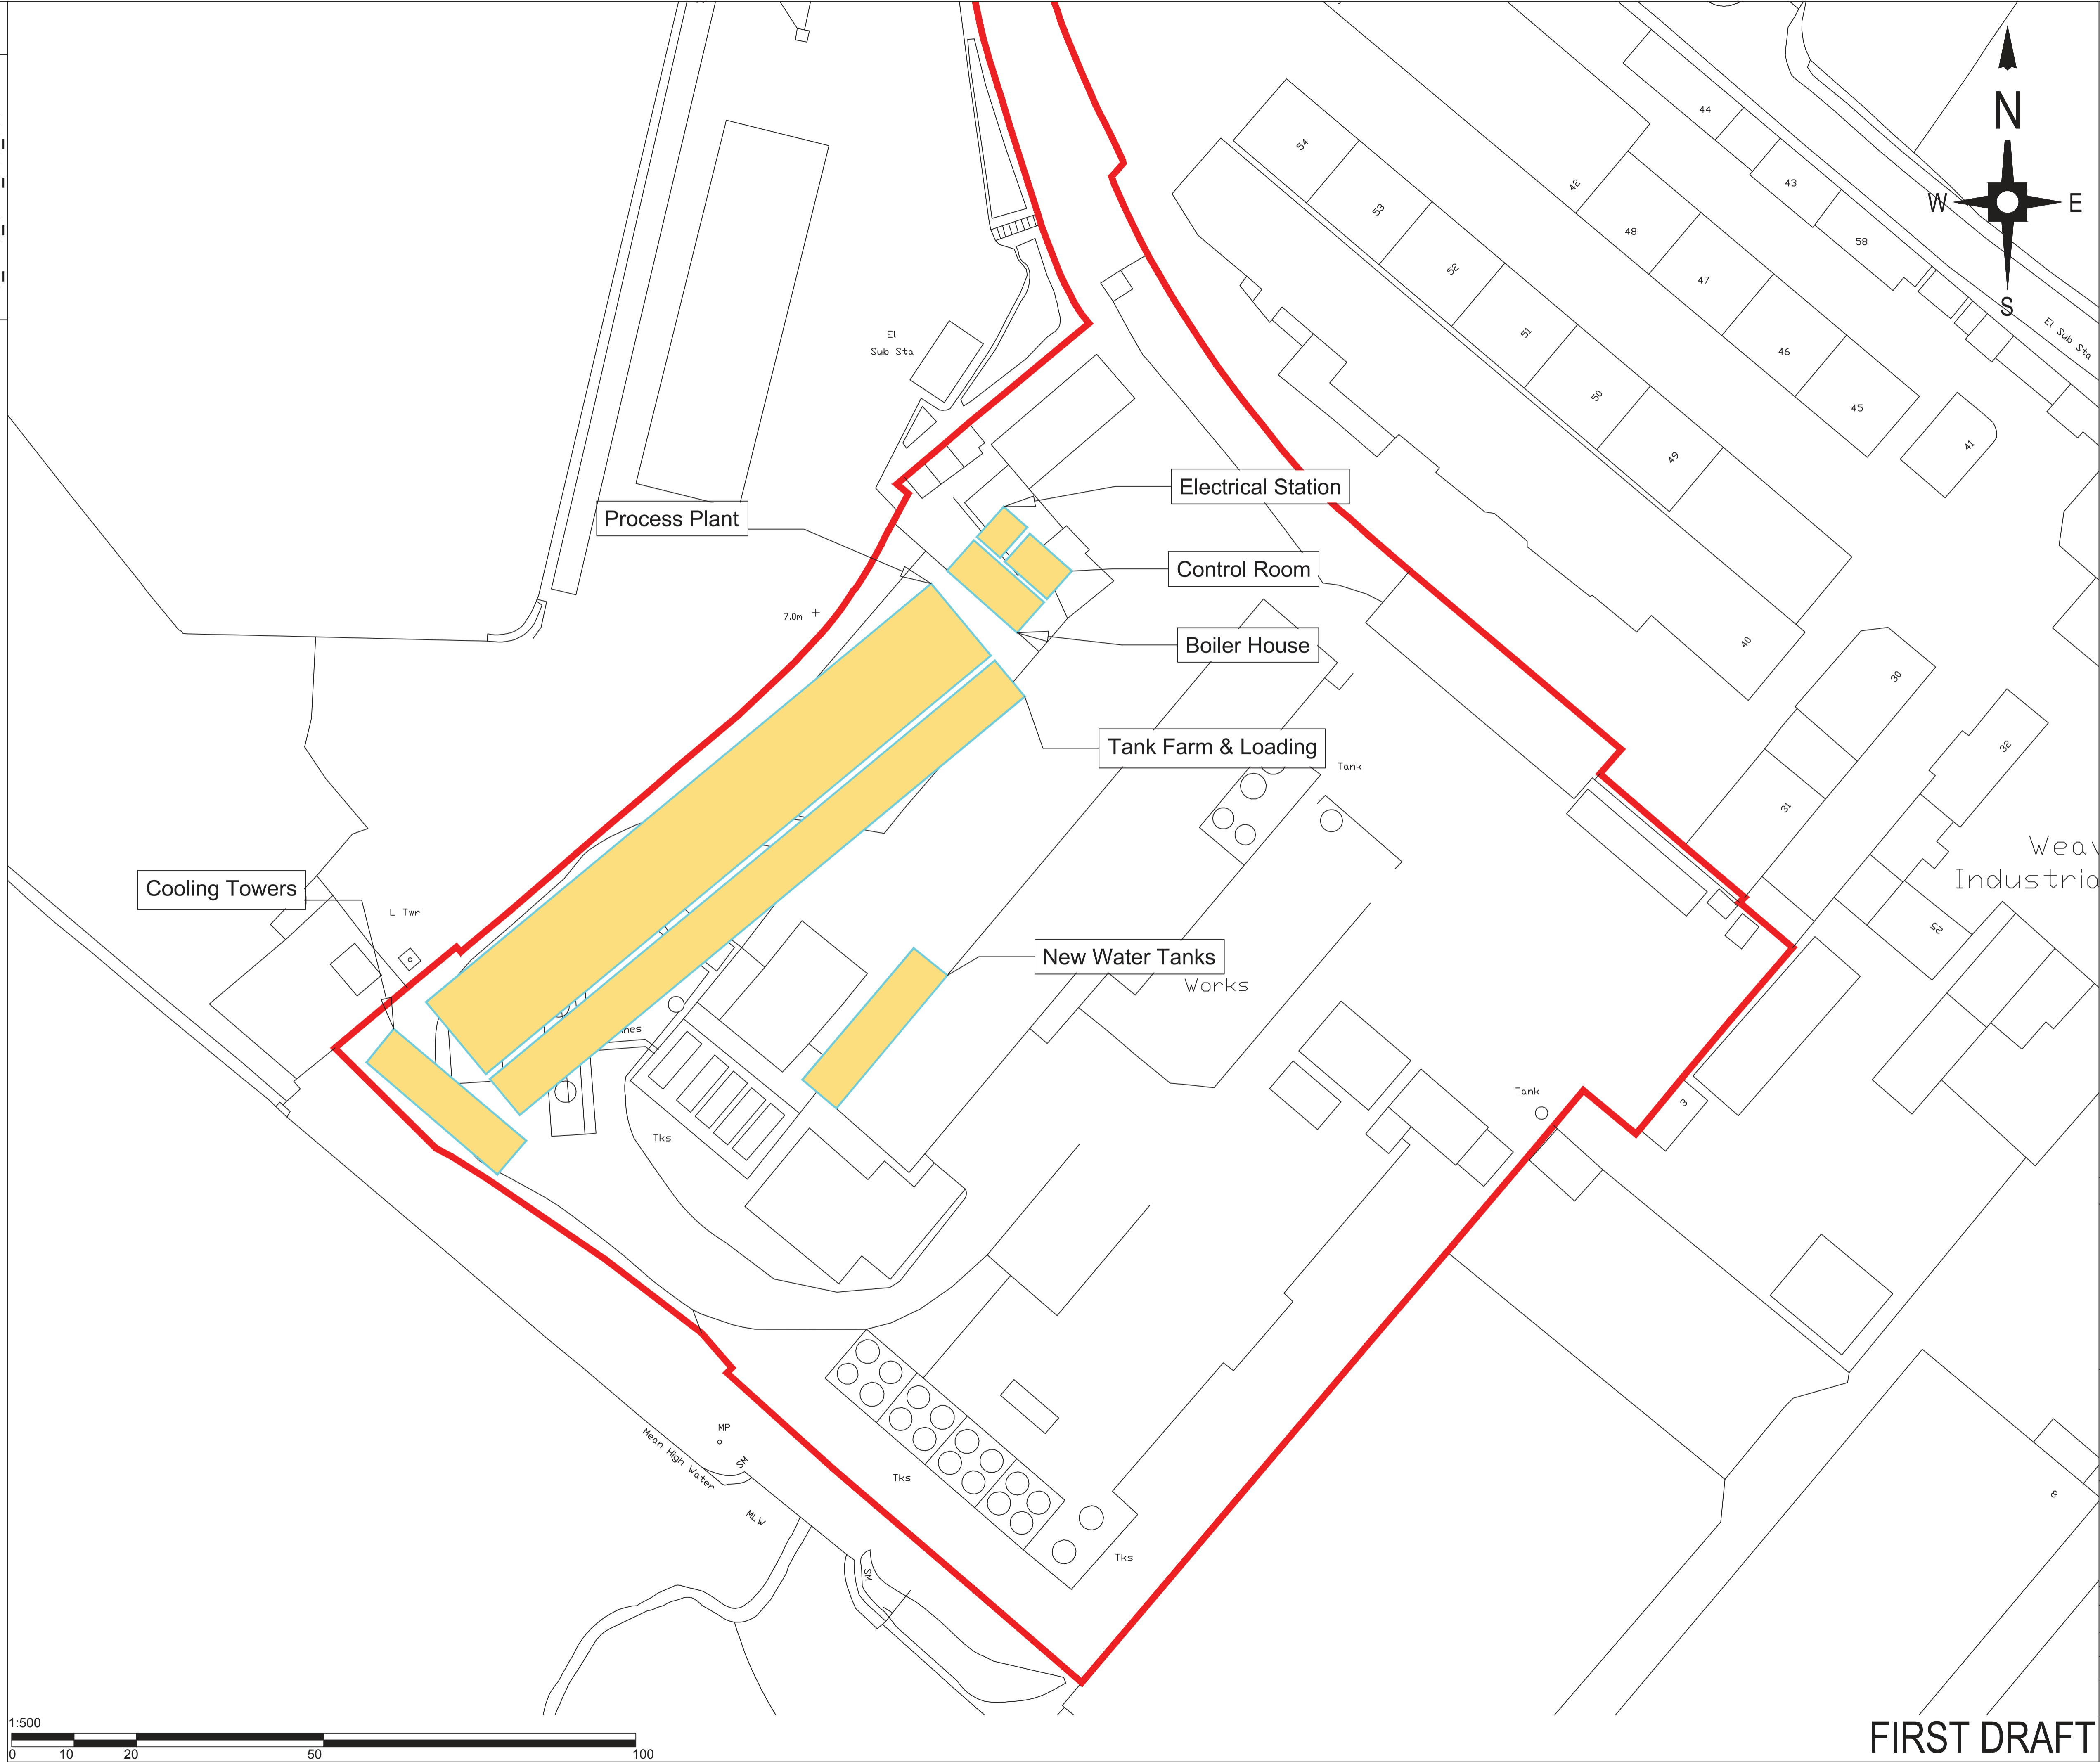 N
W
E
S
44
43
58
54
53
52
51
50
49
42
48
47
46
45
41
40
El Sub Sta
El
Sub Sta
Electrical Station
Process Plant
Control Room
7.0m
Boiler House
Tank Farm & Loading
Tank
30
31
32
25
Cooling Towers
L Twr
New Water Tanks
Works
Tks
Tank
3
MP
SM
Mean High Water
MLW
SM
Tks
Tks
8
1:500
0 10 20 50 100
FIRST DRAFT